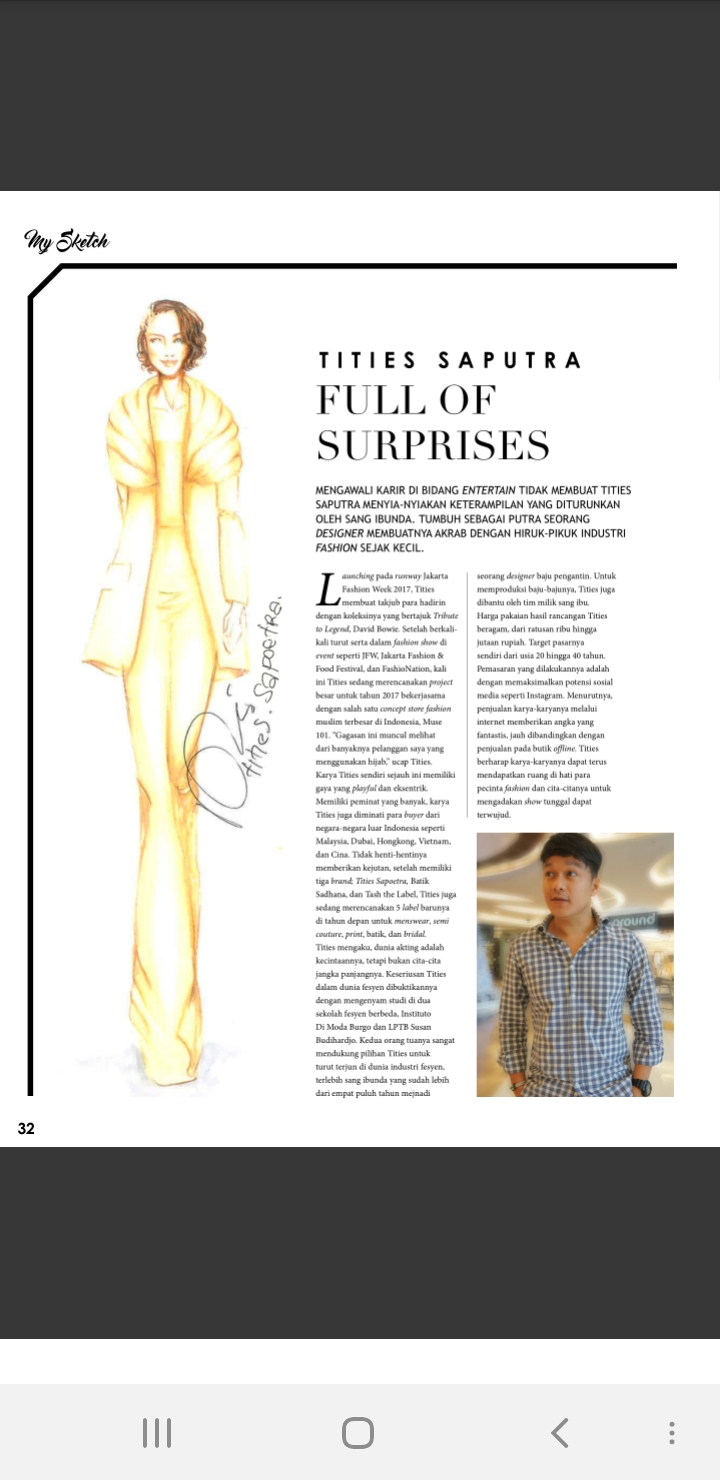 My Sketch
TITIES SAPUTRA
FULL OF
SURPRISES
MENGAWALI KARIR DI BIDANG ENTERTAIN TIDAK MEMBUAT TITIES
SAPUTRA MENYIA-NYIAKAN KETERAMPILAN YANG DITURUNKAN
OLEH SANG IBUNDA. TUMBUH SEBAGAI PUTRA SEORANG
DESIGNER MEMBUATNYA AKRAB DENGAN HIRUK-PIKUK INDUSTRI
FASHION SEJAK KECIL.
Launching pada runway Jakarta
Fashion Week 2017, Tities
membuat takjub para hadirin
dengan koleksinya yang bertajuk Tribute
to Legend, David Bowie. Setelah berkali-
kali turut serta dalam fashion show di
event seperti JFW, Jakarta Fashion &
Food Festival, dan FashioNation, kali
ini Tities sedang merencanakan project
besar untuk tahun 2017 bekerjasama
dengan salah satu concept store fashion
muslim terbesar di Indonesia, Muse
101. "Gagasan ini muncul melihat
dari banyaknya pelanggan saya yang
menggunakan hijab," ucap Tities.
Karya Tities sendiri sejauh ini memiliki
gaya yang playful dan eksentrik.
Memiliki peminat yang banyak, karya
Tities juga diminati para buyer dari
negara-negara luar Indonesia seperti
Malaysia, Dubai, Hongkong, Vietnam,
dan Cina. Tidak henti-hentinya
memberikan kejutan, setelah memiliki
tiga brand; Tities Sapoetra, Batik
Sadhana, dan Tash the Label, Tities juga
sedang merencanakan 5 label barunya
di tahun depan untuk menswear, semi
couture, print, batik, dan bridal.
Tities mengaku, dunia akting adalah
kecintaannya, tetapi bukan cita-cita
jangka panjangnya. Keseriusan Tities
dalam dunia fesyen dibuktikannya
dengan mengenyam studi di dua
sekolah fesyen berbeda, Instituto
Di Moda Burgo dan LPTB Susan
Budihardjo. Kedua orang tuanya sangat
mendukung pilihan Tities untuk
turut terjun di dunia industri fesyen,
terlebih sang ibunda yang sudah lebih
dari empat puluh tahun mejnadi
seorang designer baju pengantin. Untuk
memproduksi baju-bajunya, Tities juga
dibantu oleh tim milik sang ibu.
Harga pakaian hasil rancangan Tities
beragam, dari ratusan ribu hingga
jutaan rupiah. Target pasarnya
sendiri dari usia 20 hingga 40 tahun.
Pemasaran yang dilakukannya adalah
dengan memaksimalkan potensi sosial
media seperti Instagram. Menurutnya,
penjualan karya-karyanya melalui
internet memberikan angka yang
fantastis, jauh dibandingkan dengan
penjualan pada butik offline. Tities
berharap karya-karyanya dapat terus
mendapatkan ruang di hati para
pecinta fashion dan cita-citanya untuk
mengadakan show tunggal dapat
terwujud.
tities. Sapoetra.
around
32